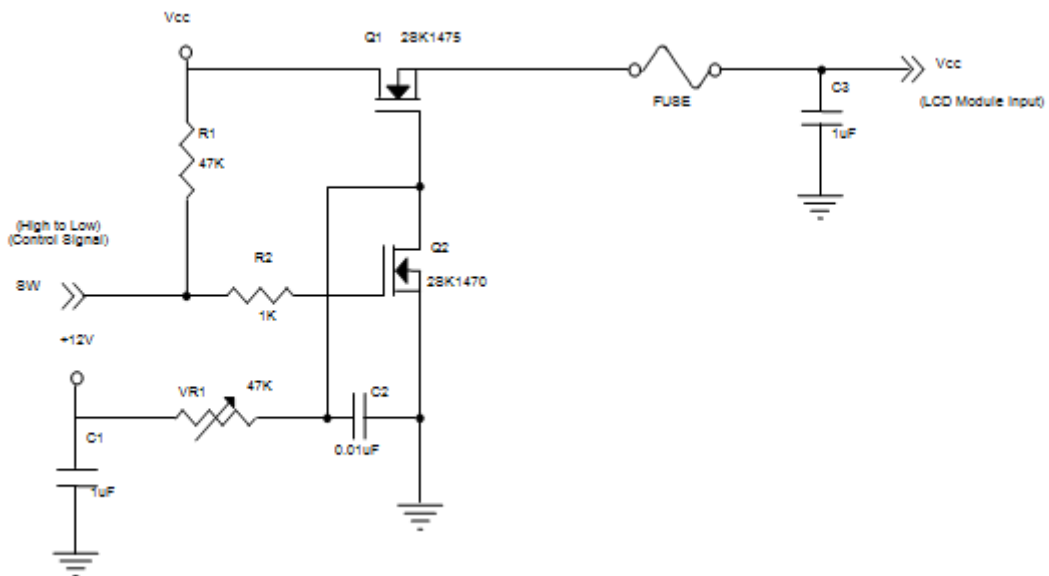 Vcc
Q1 2SK1475
FUSE
Vcc
(LCD Module Input)
C3
1uF
R1
47K
(High to Low)
(Control Signal)
SW
R2
1K
Q2
2SK1470
+12V
VR1
47K
C2
0.01uF
C1
1uF